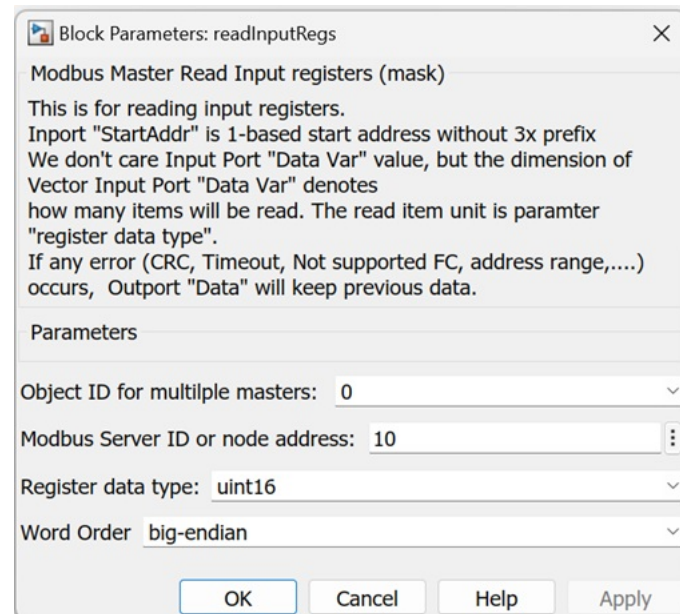 Block Parameters: readInputRegs
Modbus Master Read Input registers (mask)
This is for reading input registers.
Inport "StartAddr" is 1-based start address without 3x prefix
We don't care Input Port "Data Var" value, but the dimension of
Vector Input Port "Data Var" denotes
how many items will be read. The read item unit is paramter
"register data type".
If any error (CRC, Timeout, Not supported FC, address range,....)
occurs,  Outport "Data" will keep previous data.
Parameters
Object ID for multilple masters: 0
Modbus Server ID or node address: 10
Register data type: uint16
Word Order big-endian
OK Cancel Help Apply